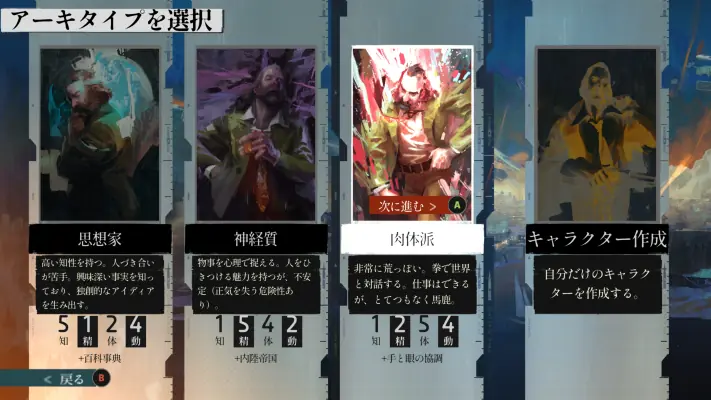 アーキタイプを選択
思想家
高い知性を持つ。人づき合い
が苦手。興味深い事実を知っ
ており、独創的なアイディア
を生み出す。
5 1 2 4
知 精 体 動
+百科事典
神経質
物事を心理で捉える。人をひ
きつける魅力を持つが、不安
定（正気を失う危険性あ
り）。
1 5 4 2
知 精 体 動
+内陸帝国
次に進む > A
肉体派
非常に荒っぽい。拳で世界
と対話する。仕事はできる
が、とてつもなく馬鹿。
1 2 5 4
知 精 体 動
+手と眼の協調
キャラクター作成
自分だけのキャラク
ターを作成する。
≪ 戻る B